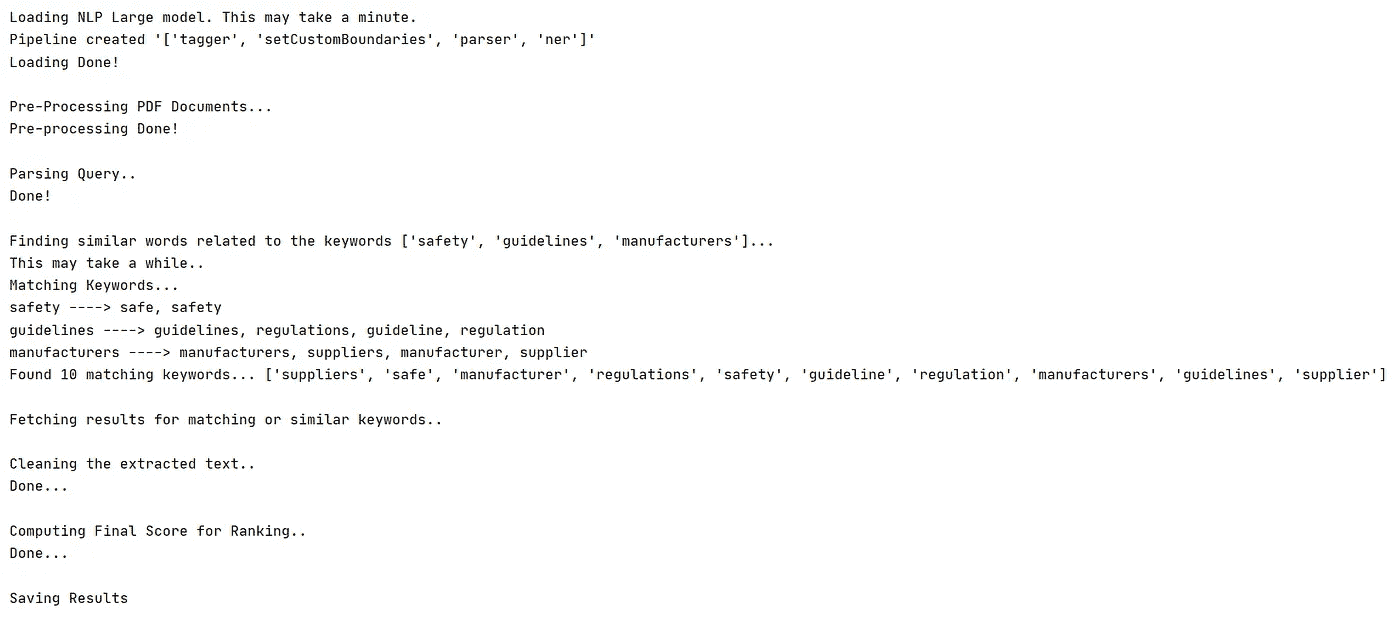 Loading NLP Large model. This may take a minute.
Pipeline created '['tagger', 'setCustomBoundaries', 'parser', 'ner']'
Loading Done!
Pre-Processing PDF Documents...
Pre-processing Done!
Parsing Query..
Done!
Finding similar words related to the keywords ['safety', 'guidelines', 'manufacturers']...
This may take a while..
Matching Keywords...
safety ----> safe, safety
guidelines ----> guidelines, regulations, guideline, regulation
manufacturers ----> manufacturers, suppliers, manufacturer, supplier
Found 10 matching keywords... ['suppliers', 'safe', 'manufacturer', 'regulations', 'safety', 'guideline', 'regulation', 'manufacturers', 'guidelines', 'supplier']
Fetching results for matching or similar keywords..
Cleaning the extracted text..
Done...
Computing Final Score for Ranking..
Done...
Saving Results